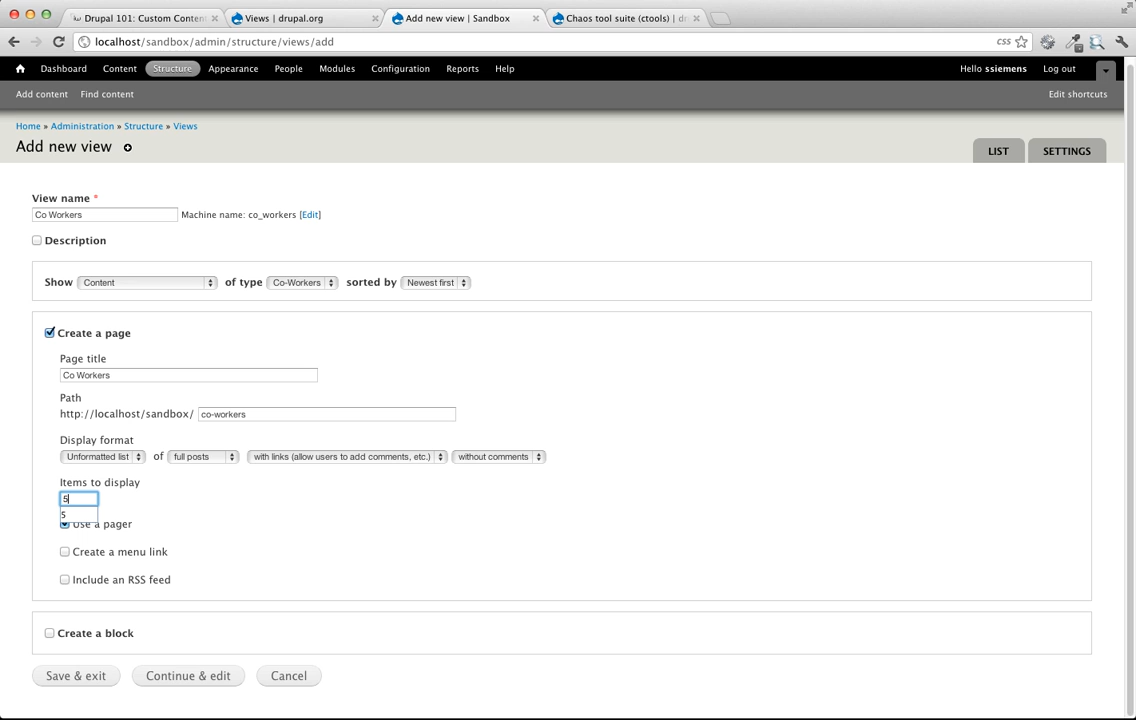 Drupal 101: Custom Conten
Views | drupal.org
Add new view | Sandbox
Chaos tool suite (ctools) | d
localhost/sandbox/admin/structure/views/add
CSS
Dashboard Content Structure Appearance People Modules Configuration Reports Help
Hello ssiemens Log out
Add content Find content
Edit shortcuts
Home » Administration » Structure » Views
Add new view
LIST SETTINGS
View name *
Co Workers Machine name: co_workers [Edit]
Description
Show Content of type Co-Workers sorted by Newest first
Create a page
Page title
Co Workers
Path
http://localhost/sandbox/ co-workers
Display format
Unformatted list of full posts with links (allow users to add comments, etc.) without comments
Items to display
5
5
Use a pager
Create a menu link
Include an RSS feed
Create a block
Save & exit Continue & edit Cancel